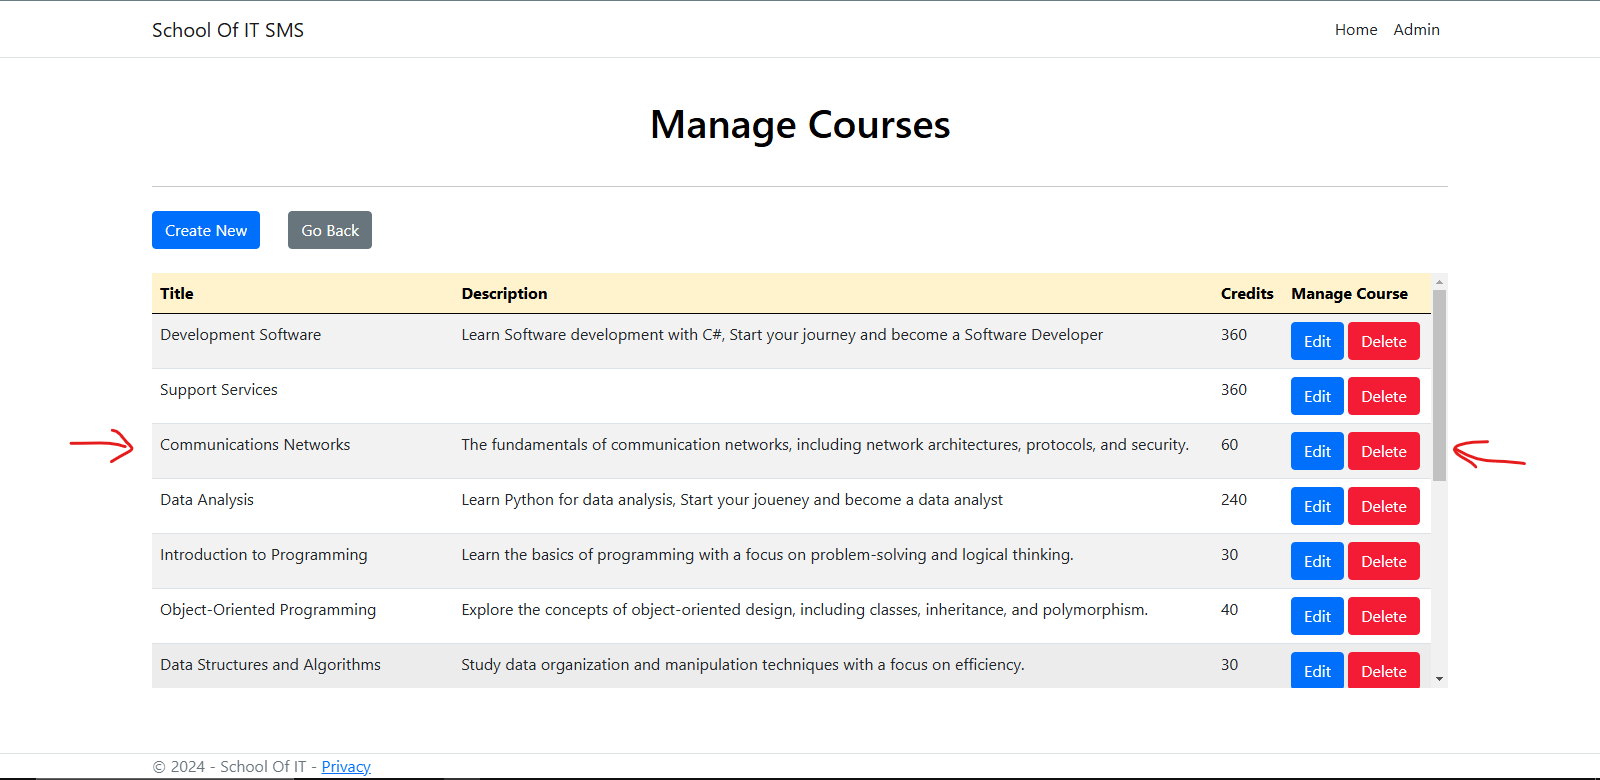 School Of IT SMS Home Admin
Manage Courses
Create New Go Back
Title Description Credits Manage Course
Development Software Learn Software development with C#, Start your journey and become a Software Developer 360 Edit Delete
Support Services 360 Edit Delete
Communications Networks The fundamentals of communication networks, including network architectures, protocols, and security. 60 Edit Delete
Data Analysis Learn Python for data analysis, Start your joueney and become a data analyst 240 Edit Delete
Introduction to Programming Learn the basics of programming with a focus on problem-solving and logical thinking. 30 Edit Delete
Object-Oriented Programming Explore the concepts of object-oriented design, including classes, inheritance, and polymorphism. 40 Edit Delete
Data Structures and Algorithms Study data organization and manipulation techniques with a focus on efficiency. 30 Edit Delete
© 2024 - School Of IT - Privacy